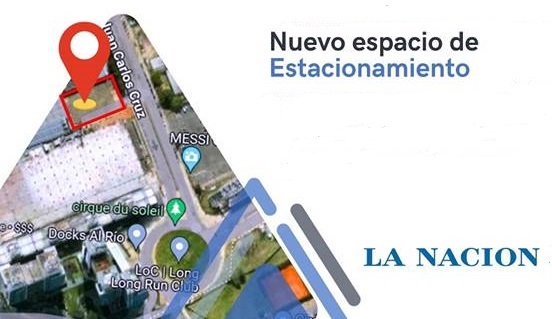 Nuevo espacio de
Estacionamiento
Juan Carlos Cruz
MESSI
cirque du soleil
$$$
Docks Al Río
LoC | Long
Long Run Club
LA NACION